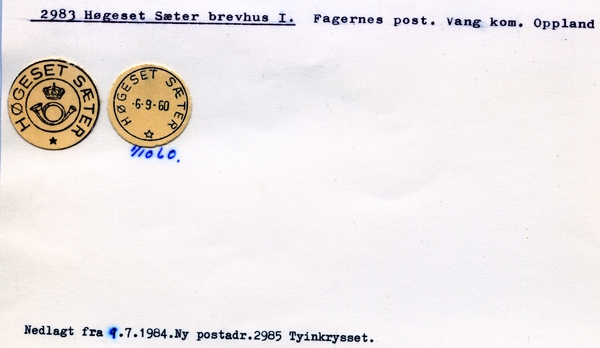 2983 Høgeset Sæter brevhus I. Fagernes post. Vang kom. Oppland
HØGESET SÆTER
HØGESET SÆTER
-6-9-60
1/10 60.
Nedlagt fra 9.7.1984.Ny postadr.2985 Tyinkrysset.